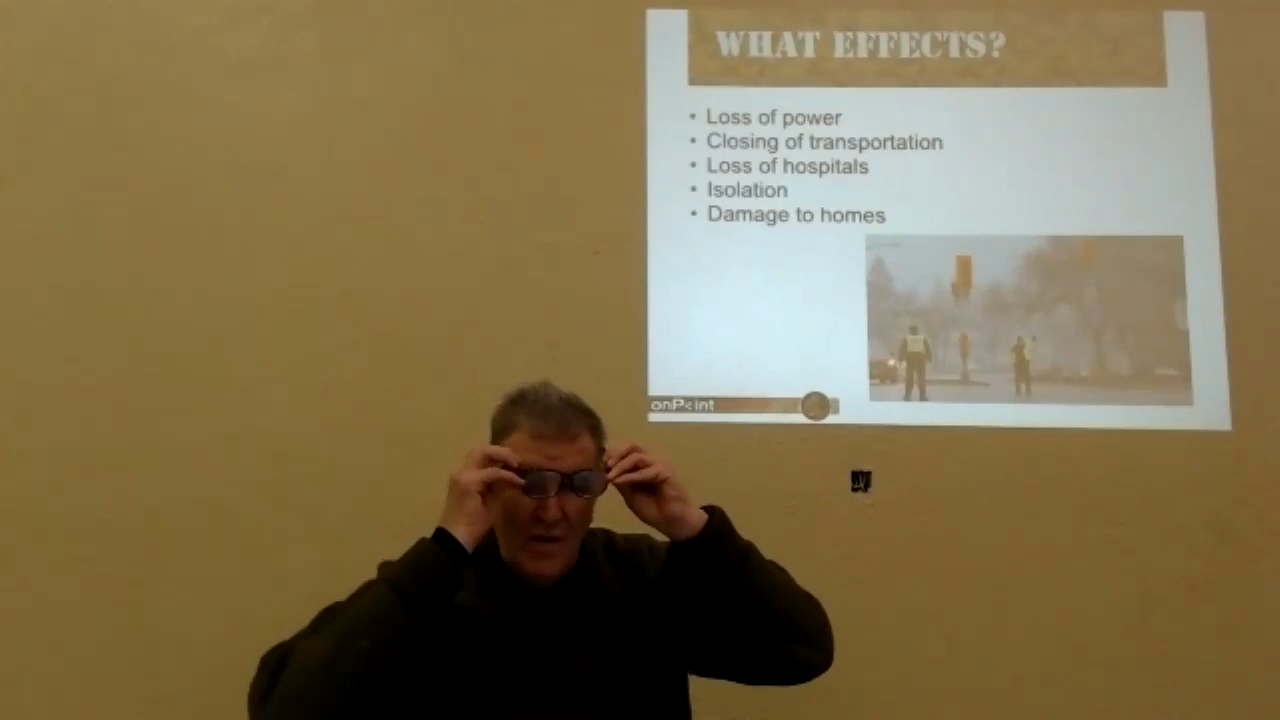 WHAT EFFECTS?
• Loss of power
• Closing of transportation
• Loss of hospitals
• Isolation
• Damage to homes
onPoint